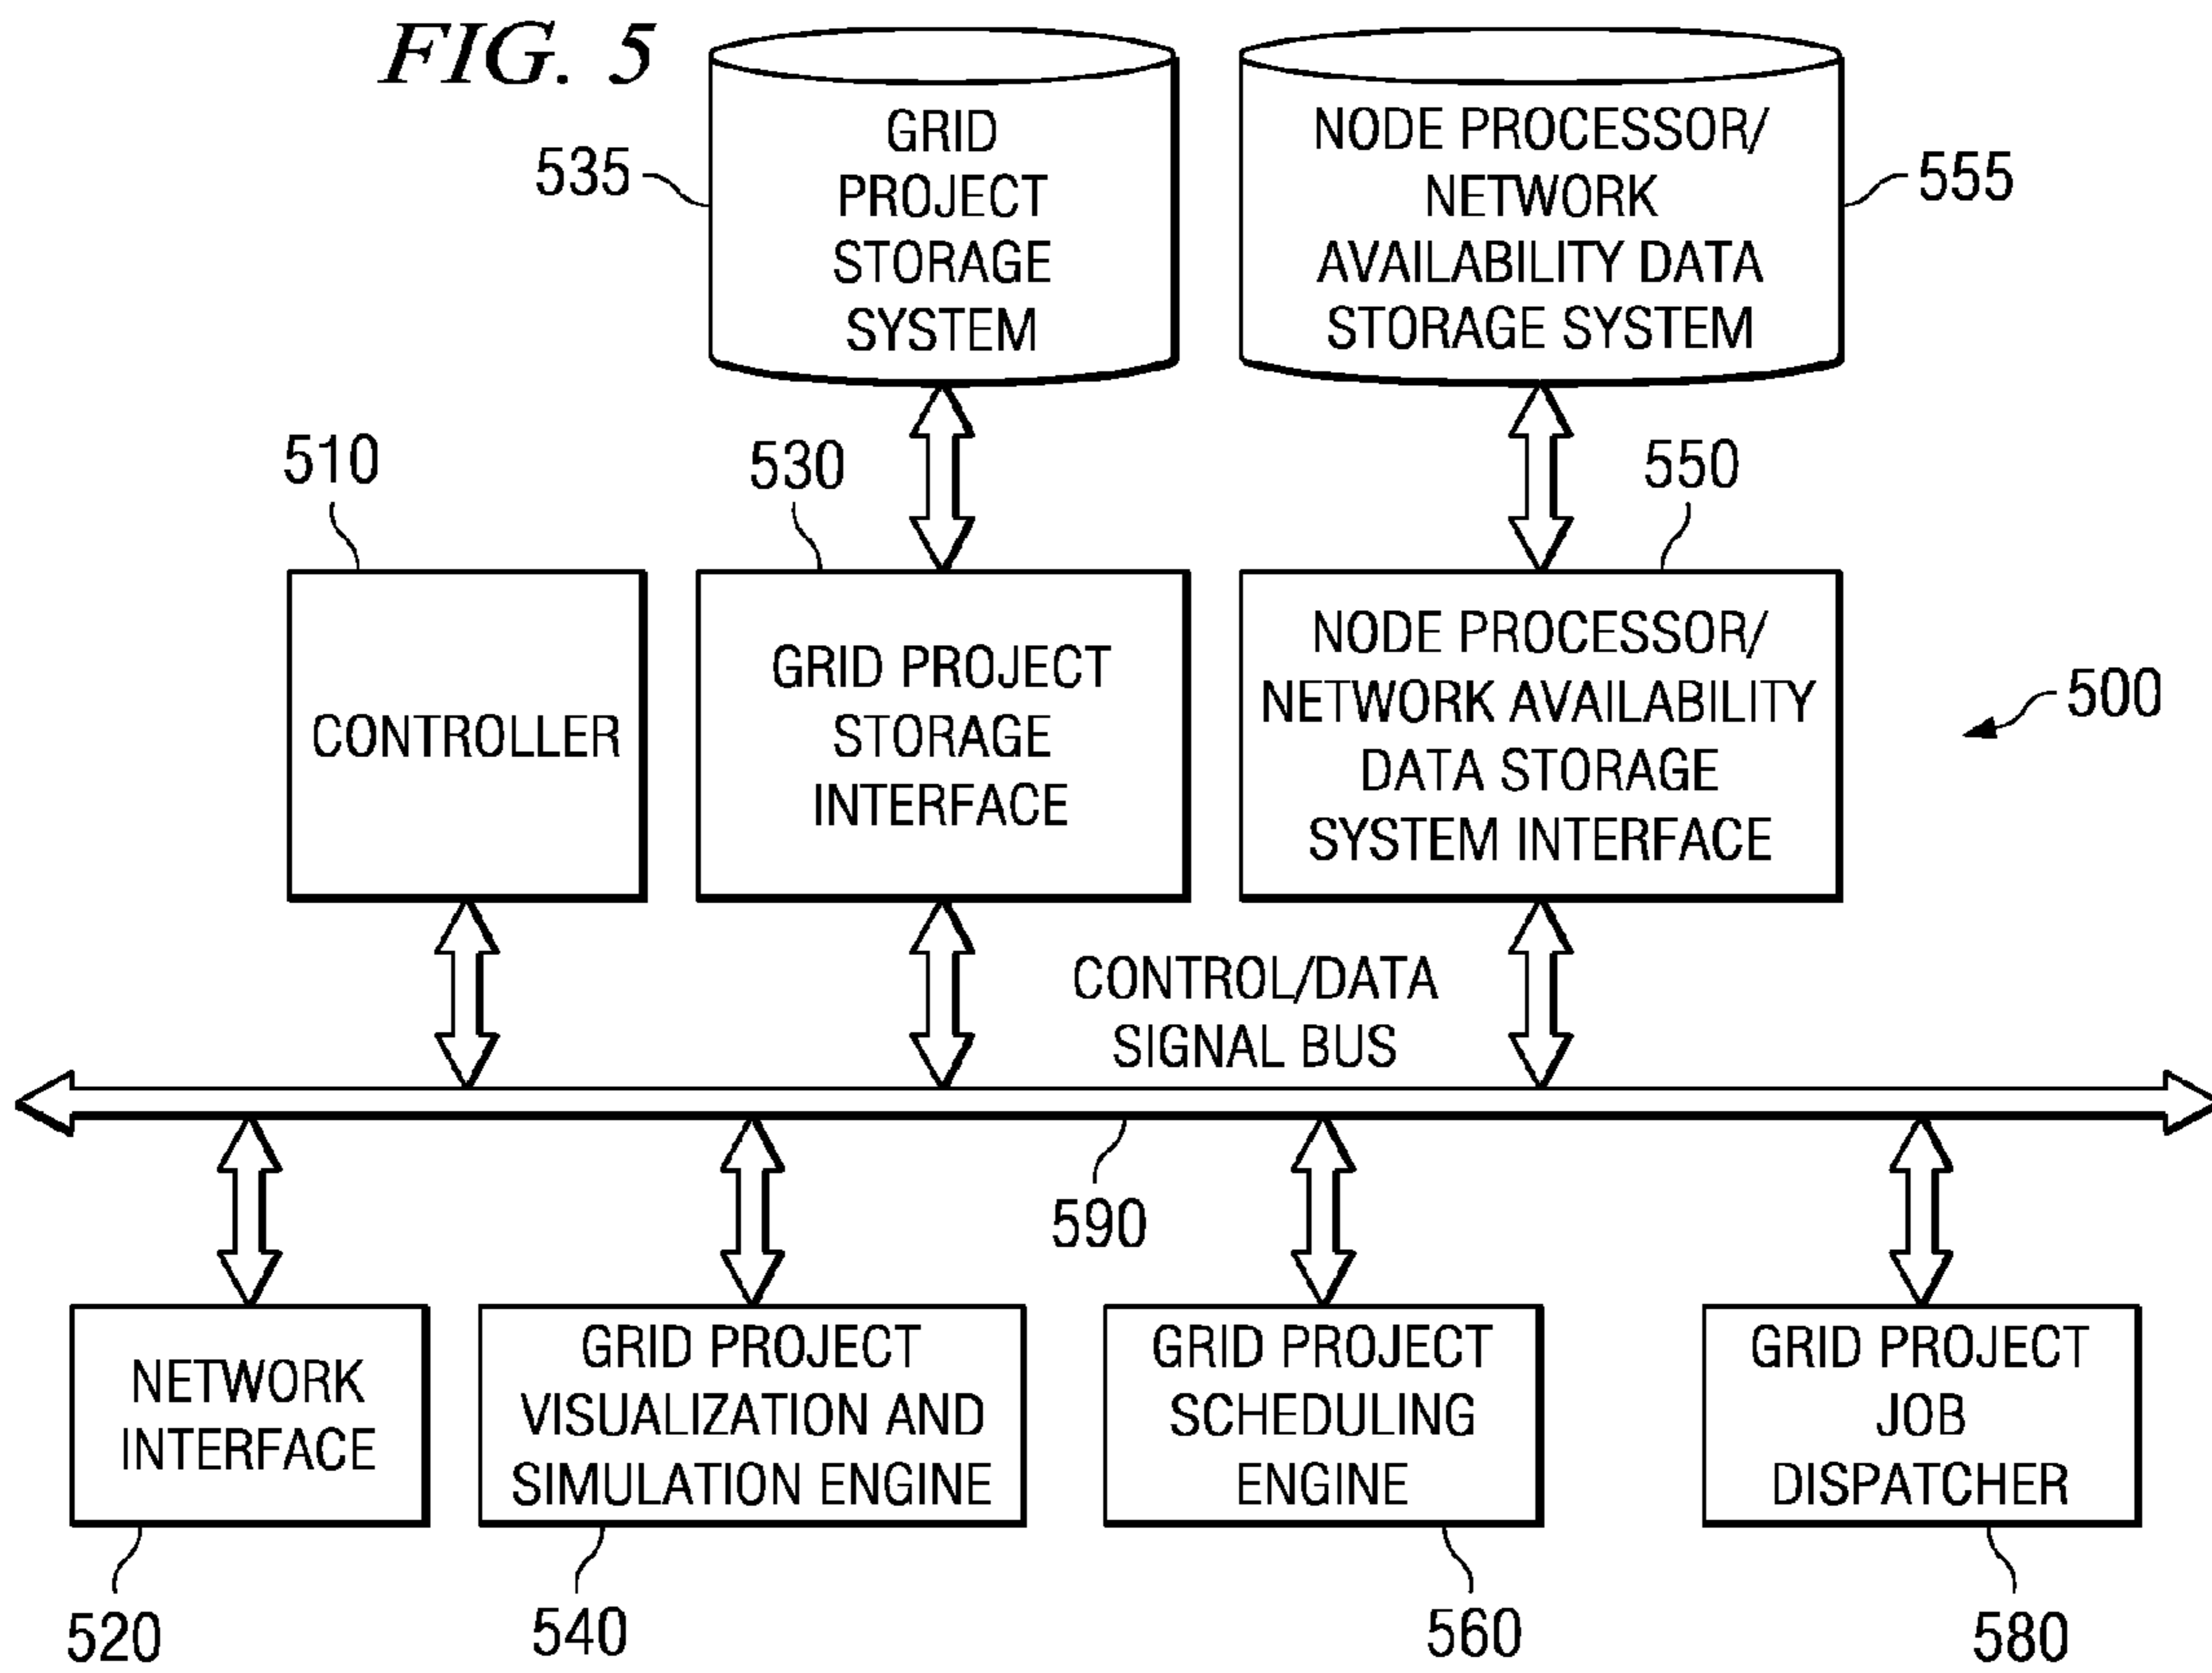 FIG. 5
GRID
PROJECT
STORAGE
SYSTEM
535
NODE PROCESSOR/
NETWORK
AVAILABILITY DATA
STORAGE SYSTEM
555
510
530
550
CONTROLLER
GRID PROJECT
STORAGE
INTERFACE
NODE PROCESSOR/
NETWORK AVAILABILITY
DATA STORAGE
SYSTEM INTERFACE
500
CONTROL/DATA
SIGNAL BUS
590
NETWORK
INTERFACE
GRID PROJECT
VISUALIZATION AND
SIMULATION ENGINE
GRID PROJECT
SCHEDULING
ENGINE
GRID PROJECT
JOB
DISPATCHER
520
540
560
580